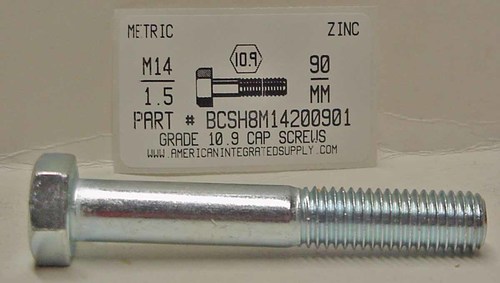 METRIC ZINC
10.9
M14 90
1.5 MM
PART # BCSH8M14200901
GRADE 10.9 CAP SCREWS
WWW.AMERICANINTEGRATEDSUPPLY.COM